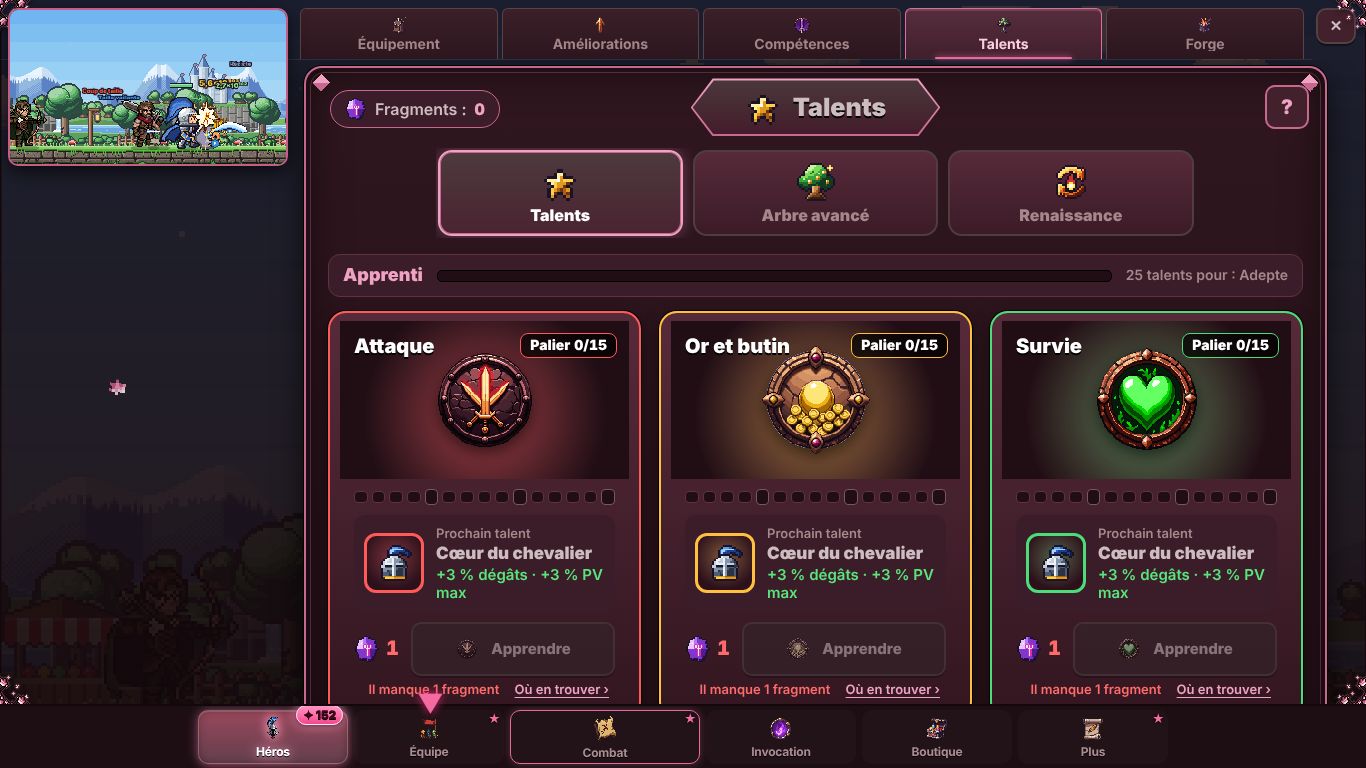 Équipement
Améliorations
Compétences
Talents
Forge
×
Fragments : 0
Talents
?
Talents
Arbre avancé
Renaissance
Apprenti
25 talents pour : Adepte
Attaque
Palier 0/15
Or et butin
Palier 0/15
Survie
Palier 0/15
Prochain talent
Cœur du chevalier
+3 % dégâts · +3 % PV
max
Prochain talent
Cœur du chevalier
+3 % dégâts · +3 % PV
max
Prochain talent
Cœur du chevalier
+3 % dégâts · +3 % PV
max
1
Apprendre
1
Apprendre
1
Apprendre
Il manque 1 fragment
Où en trouver ›
Il manque 1 fragment
Où en trouver ›
Il manque 1 fragment
Où en trouver ›
152
Héros
Équipe
Combat
Invocation
Boutique
Plus